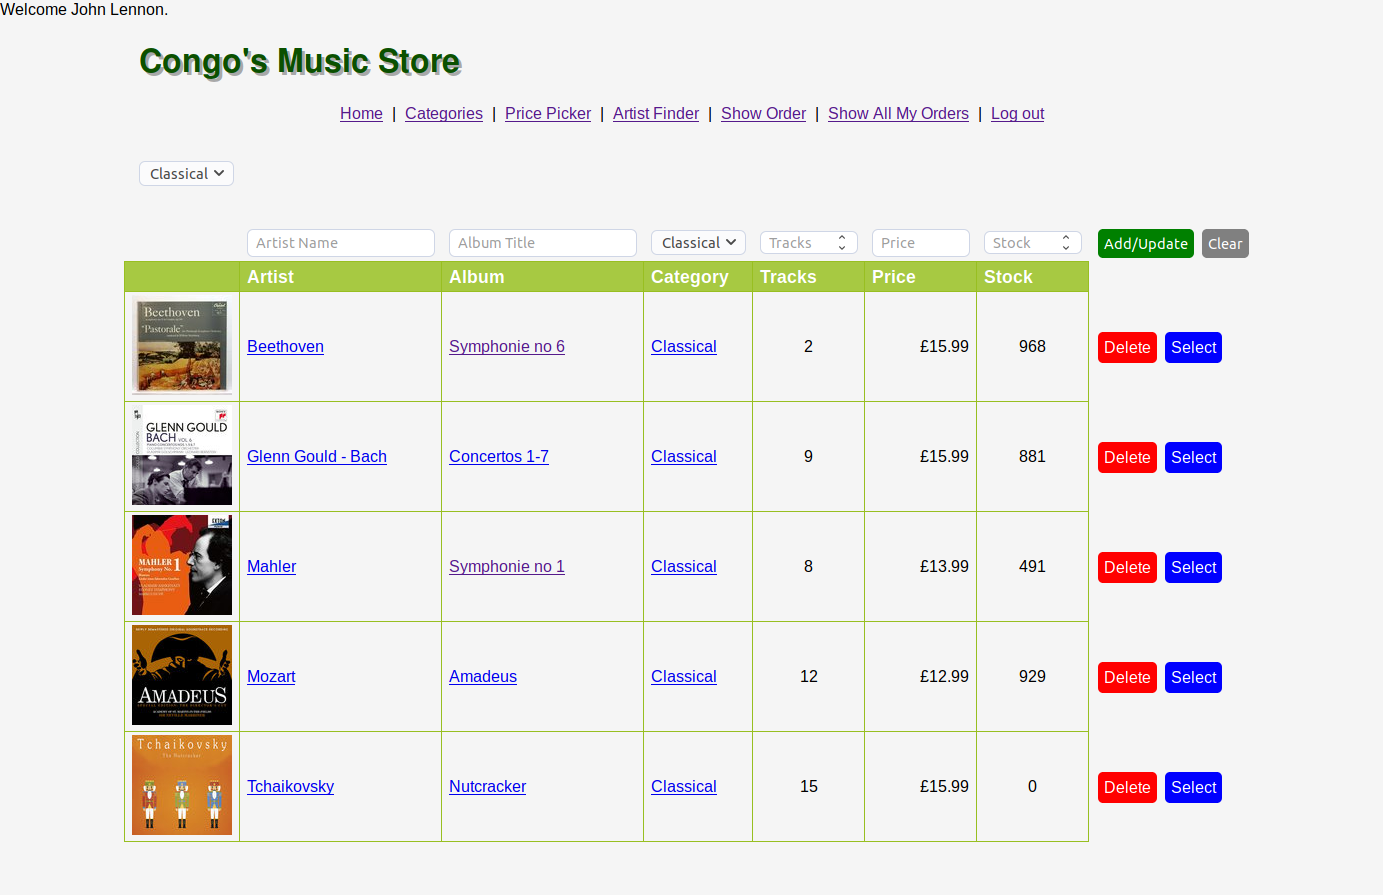 Welcome John Lennon.
Congo's Music Store
Home | Categories | Price Picker | Artist Finder | Show Order | Show All My Orders | Log out
Classical
Artist Name Album Title Classical Tracks Price Stock Add/Update Clear
Artist Album Category Tracks Price Stock
Beethoven
"Pastorale"
Beethoven Symphonie no 6 Classical 2 £15.99 968 Delete Select
GLENN GOULD
BACH VOL 6
Glenn Gould - Bach Concertos 1-7 Classical 9 £15.99 881 Delete Select
EXTON
MAHLER 1
Symphony No.
Mahler Symphonie no 1 Classical 8 £13.99 491 Delete Select
AMADEUS
Mozart Amadeus Classical 12 £12.99 929 Delete Select
Tchaikovsky
The Nutcracker
Tchaikovsky Nutcracker Classical 15 £15.99 0 Delete Select